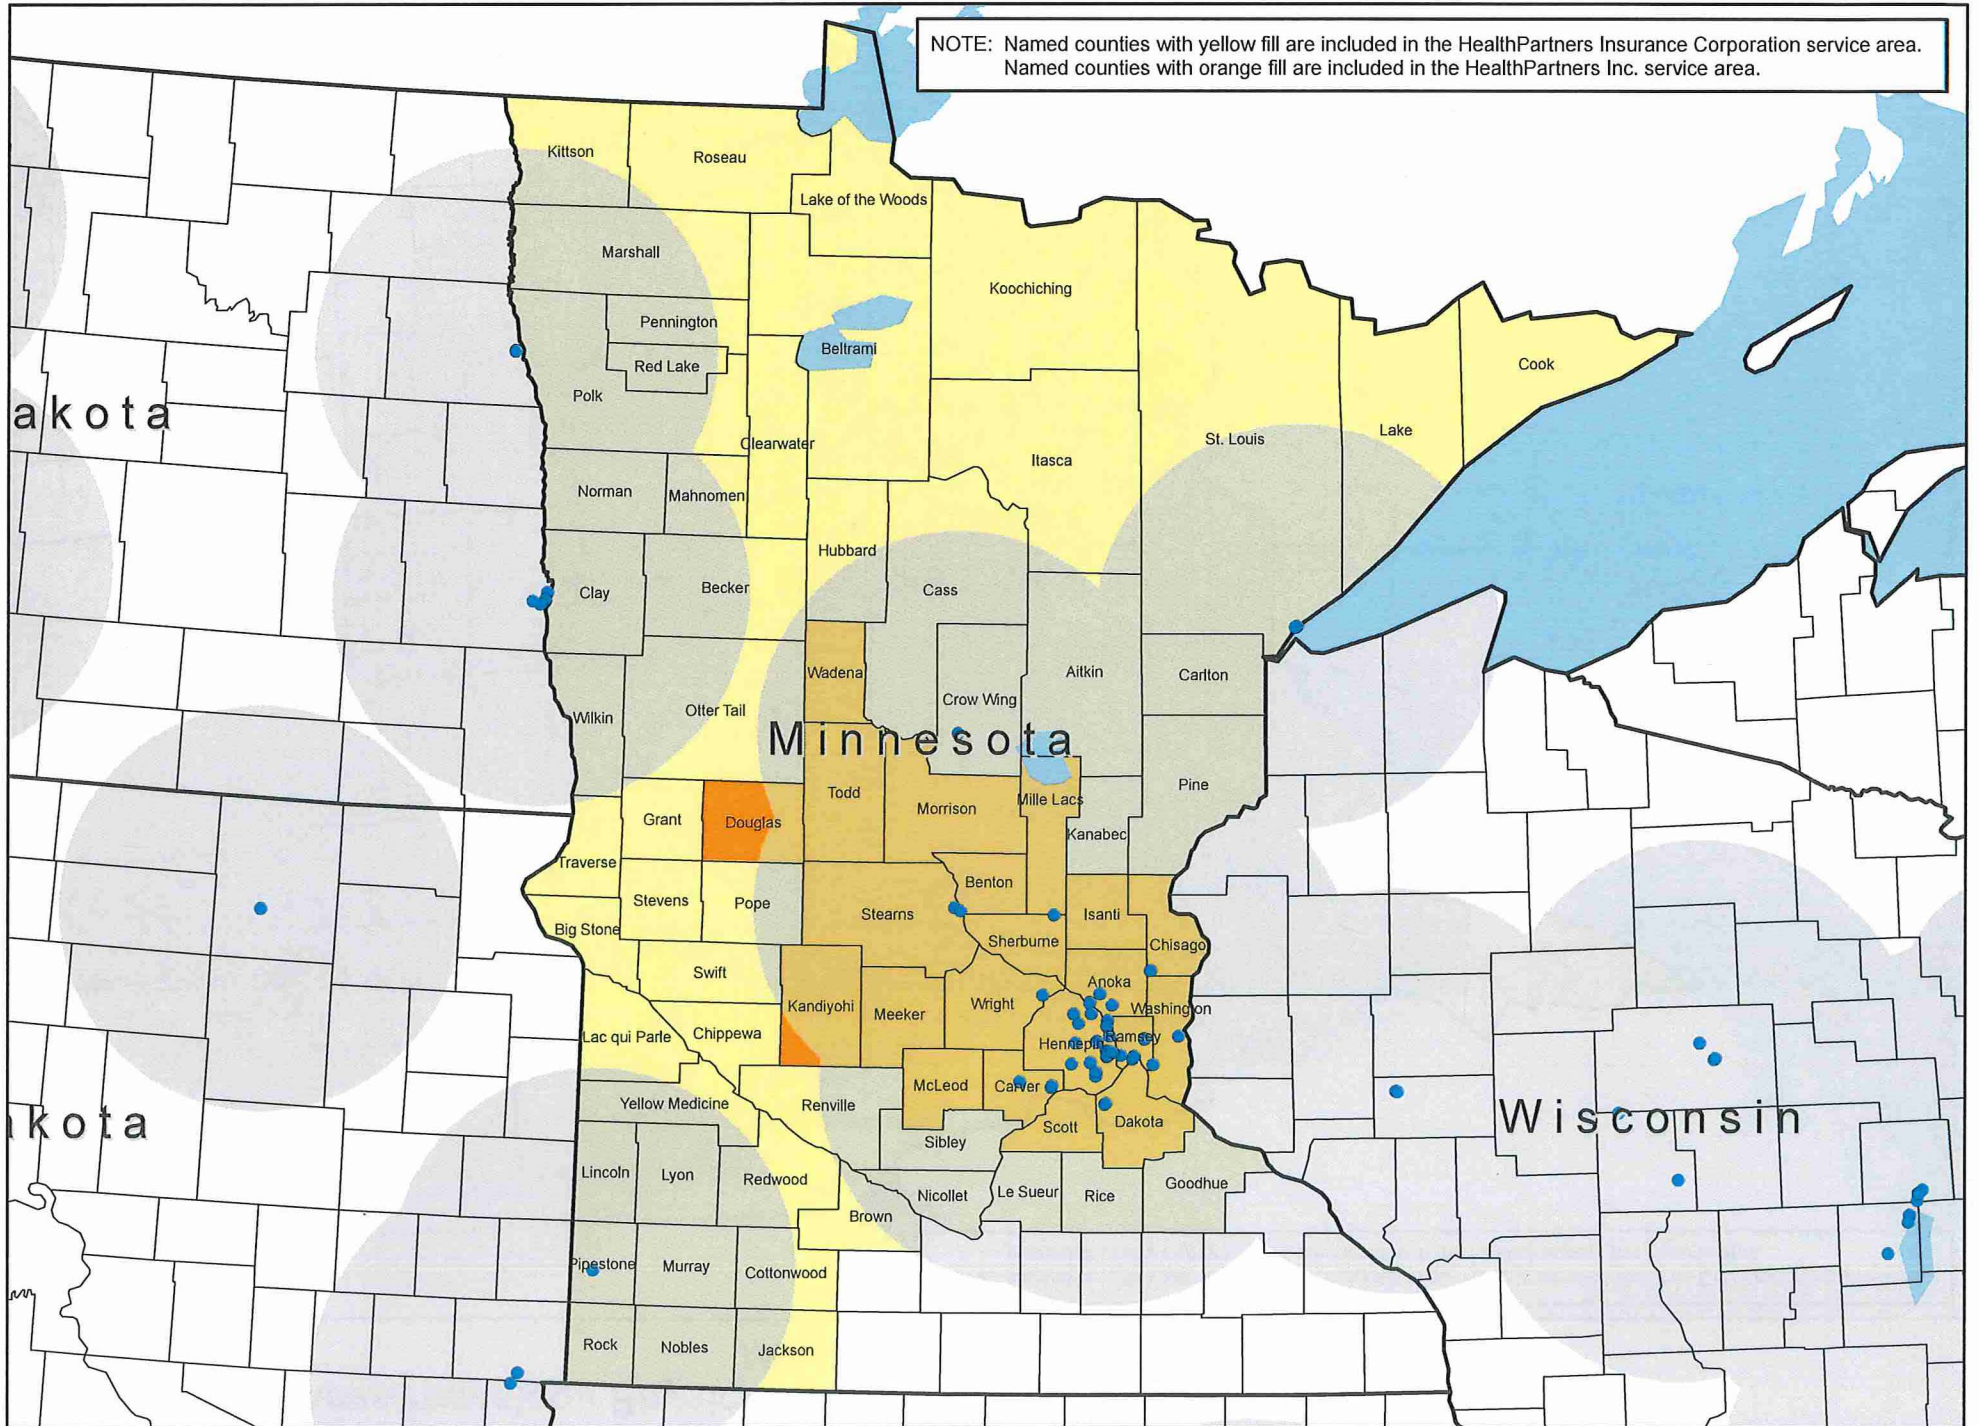 NOTE: Named counties with yellow fill are included in the HealthPartners Insurance Corporation service area.
Named counties with orange fill are included in the HealthPartners Inc. service area.
Kittson
Roseau
Lake of the Woods
Marshall
Koochiching
Pennington
Beltrami
Red Lake
Cook
Polk
akota
Lake
St. Louis
Clearwater
Itasca
Norman
Mahnomen
Hubbard
Cass
Clay
Becker
Wadena
Aitkin
Carlton
Crow Wing
Otter Tail
Wilkin
Minnesota
Pine
Todd
Mille Lacs
Morrison
Grant
Douglas
Kanabec
Traverse
Benton
Stevens
Pope
Stearns
Isanti
Big Stone
Sherburne
Chisago
Swift
Anoka
Kandiyohi
Wright
Washington
Meeker
Chippewa
Lac qui Parle
Ramsey
Hennepin
McLeod
Carver
Yellow Medicine
Renville
kota
Wisconsin
Scott
Dakota
Sibley
Lincoln
Lyon
Redwood
Goodhue
Le Sueur
Rice
Nicollet
Brown
Pipestone
Murray
Cottonwood
Rock
Nobles
Jackson